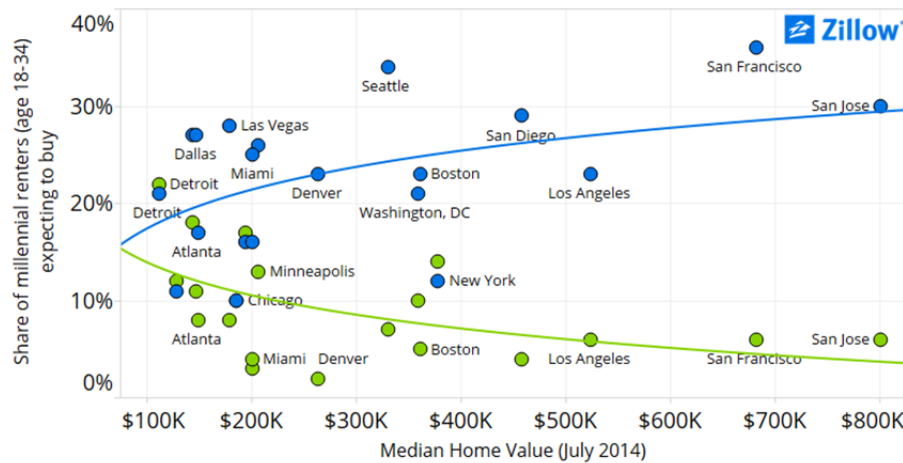 40%
Zillow
San Francisco
Seattle
30%
San Jose
Las Vegas
San Diego
Dallas
Miami
Detroit
Denver
Boston
Los Angeles
20%
Detroit
Washington, DC
Atlanta
Minneapolis
New York
10%
Chicago
Atlanta
Miami
Denver
Boston
Los Angeles
San Francisco
San Jose
0%
$100K
$200K
$300K
$400K
$500K
$600K
$700K
$800K
Median Home Value (July 2014)
Share of millennial renters (age 18-34)
expecting to buy